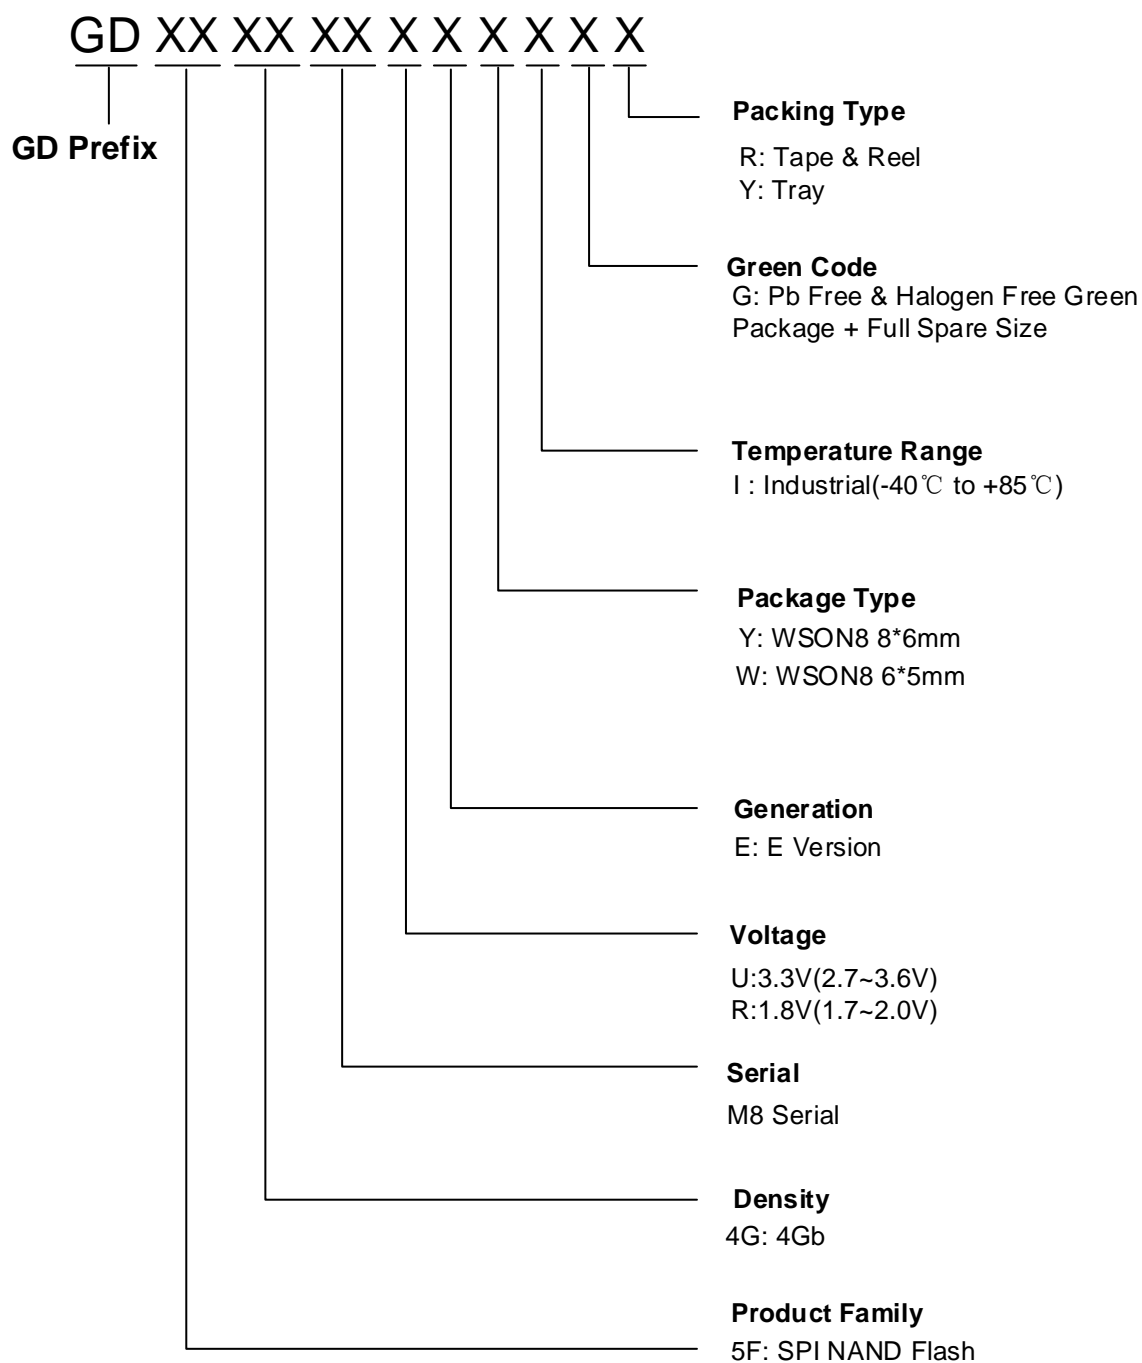 GD XX XX XX X X X X X X
GD Prefix
Packing Type
R: Tape & Reel
Y: Tray
Green Code
G: Pb Free & Halogen Free Green
Package + Full Spare Size
Temperature Range
I : Industrial(-40℃ to +85℃)
Package Type
Y: WSON8 8*6mm
W: WSON8 6*5mm
Generation
E: E Version
Voltage
U:3.3V(2.7~3.6V)
R:1.8V(1.7~2.0V)
Serial
M8 Serial
Density
4G: 4Gb
Product Family
5F: SPI NAND Flash